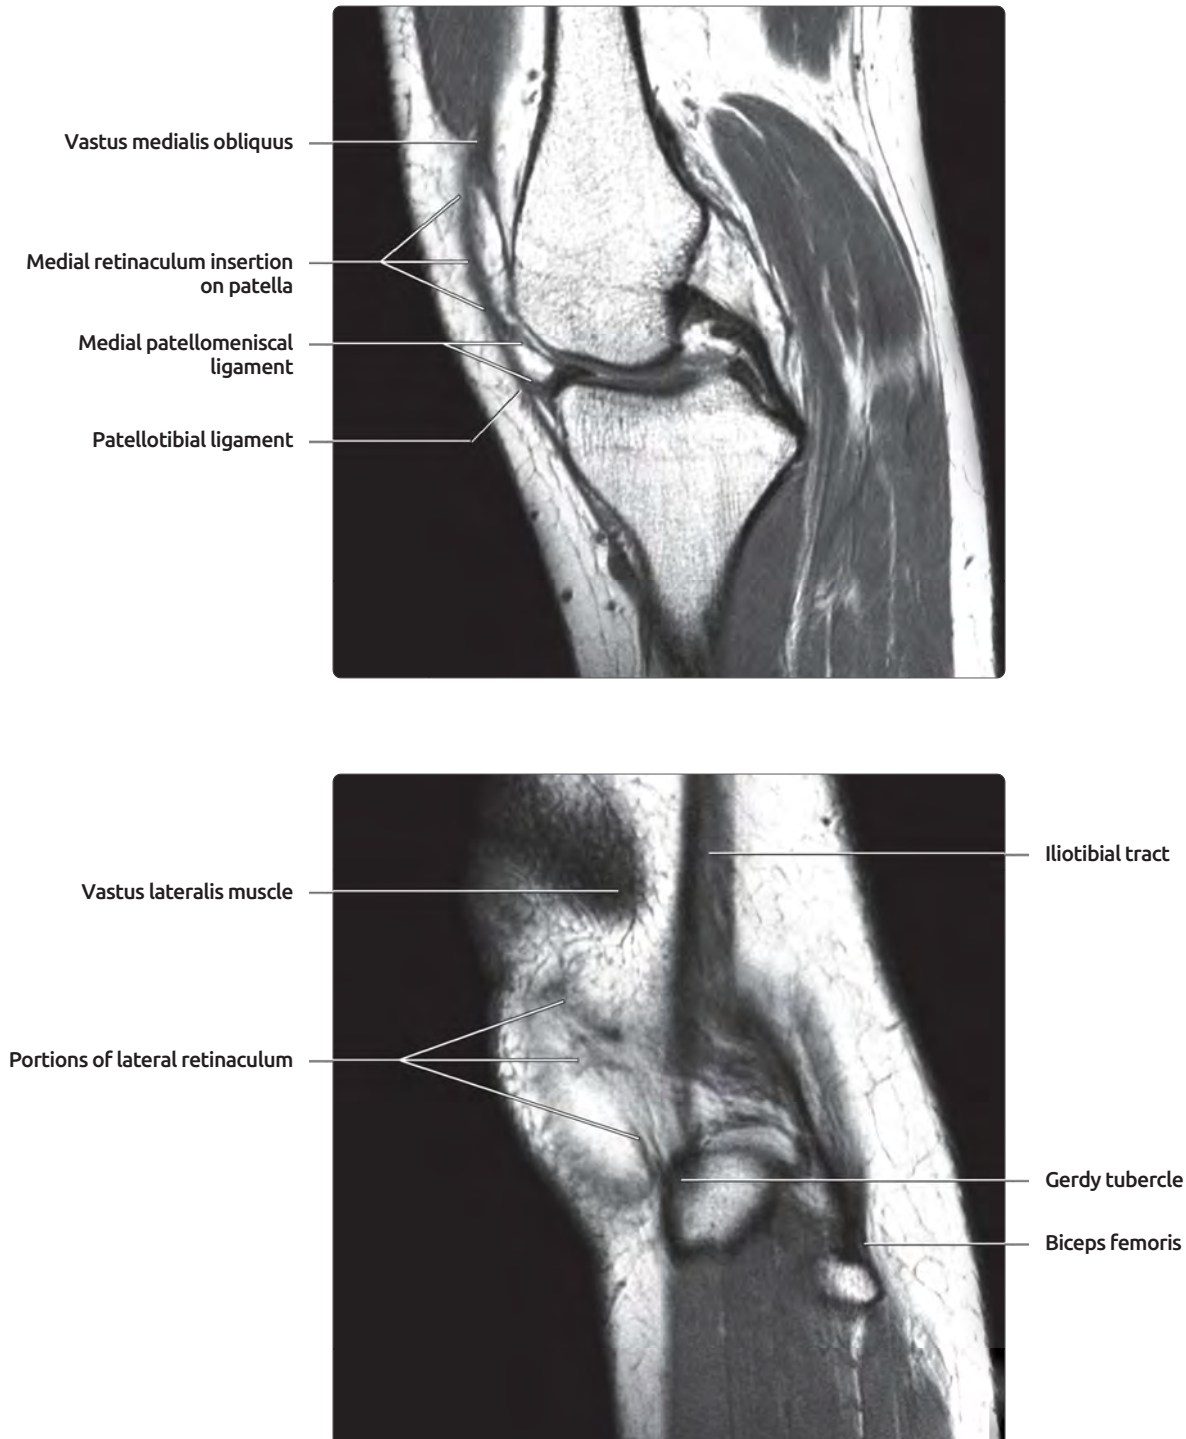 Vastus medialis obliquus
Medial retinaculum insertion
on patella
Medial patellomeniscal
ligament
Patellotibial ligament
Iliotibial tract
Vastus lateralis muscle
Portions of lateral retinaculum
Gerdy tubercle
Biceps femoris